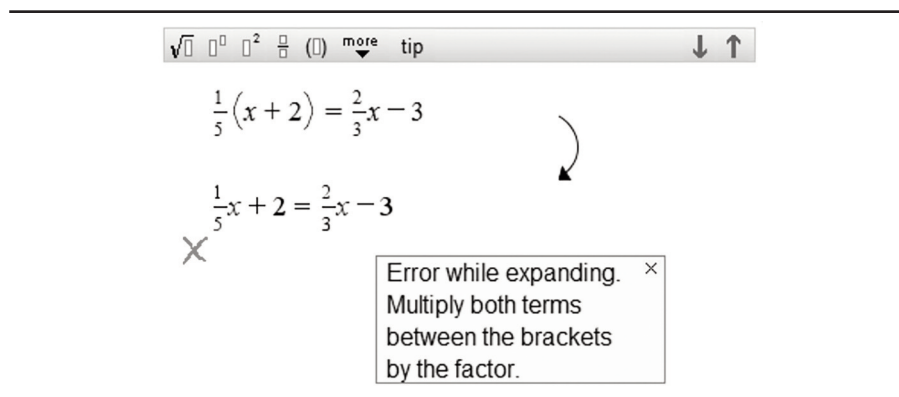 √▯ ▯▯ ▯² ▯/▯ (▯) more tip ↓ ↑
1/5(x + 2) = 2/3x − 3
1/5x + 2 = 2/3x − 3
Error while expanding. ×
Multiply both terms
between the brackets
by the factor.